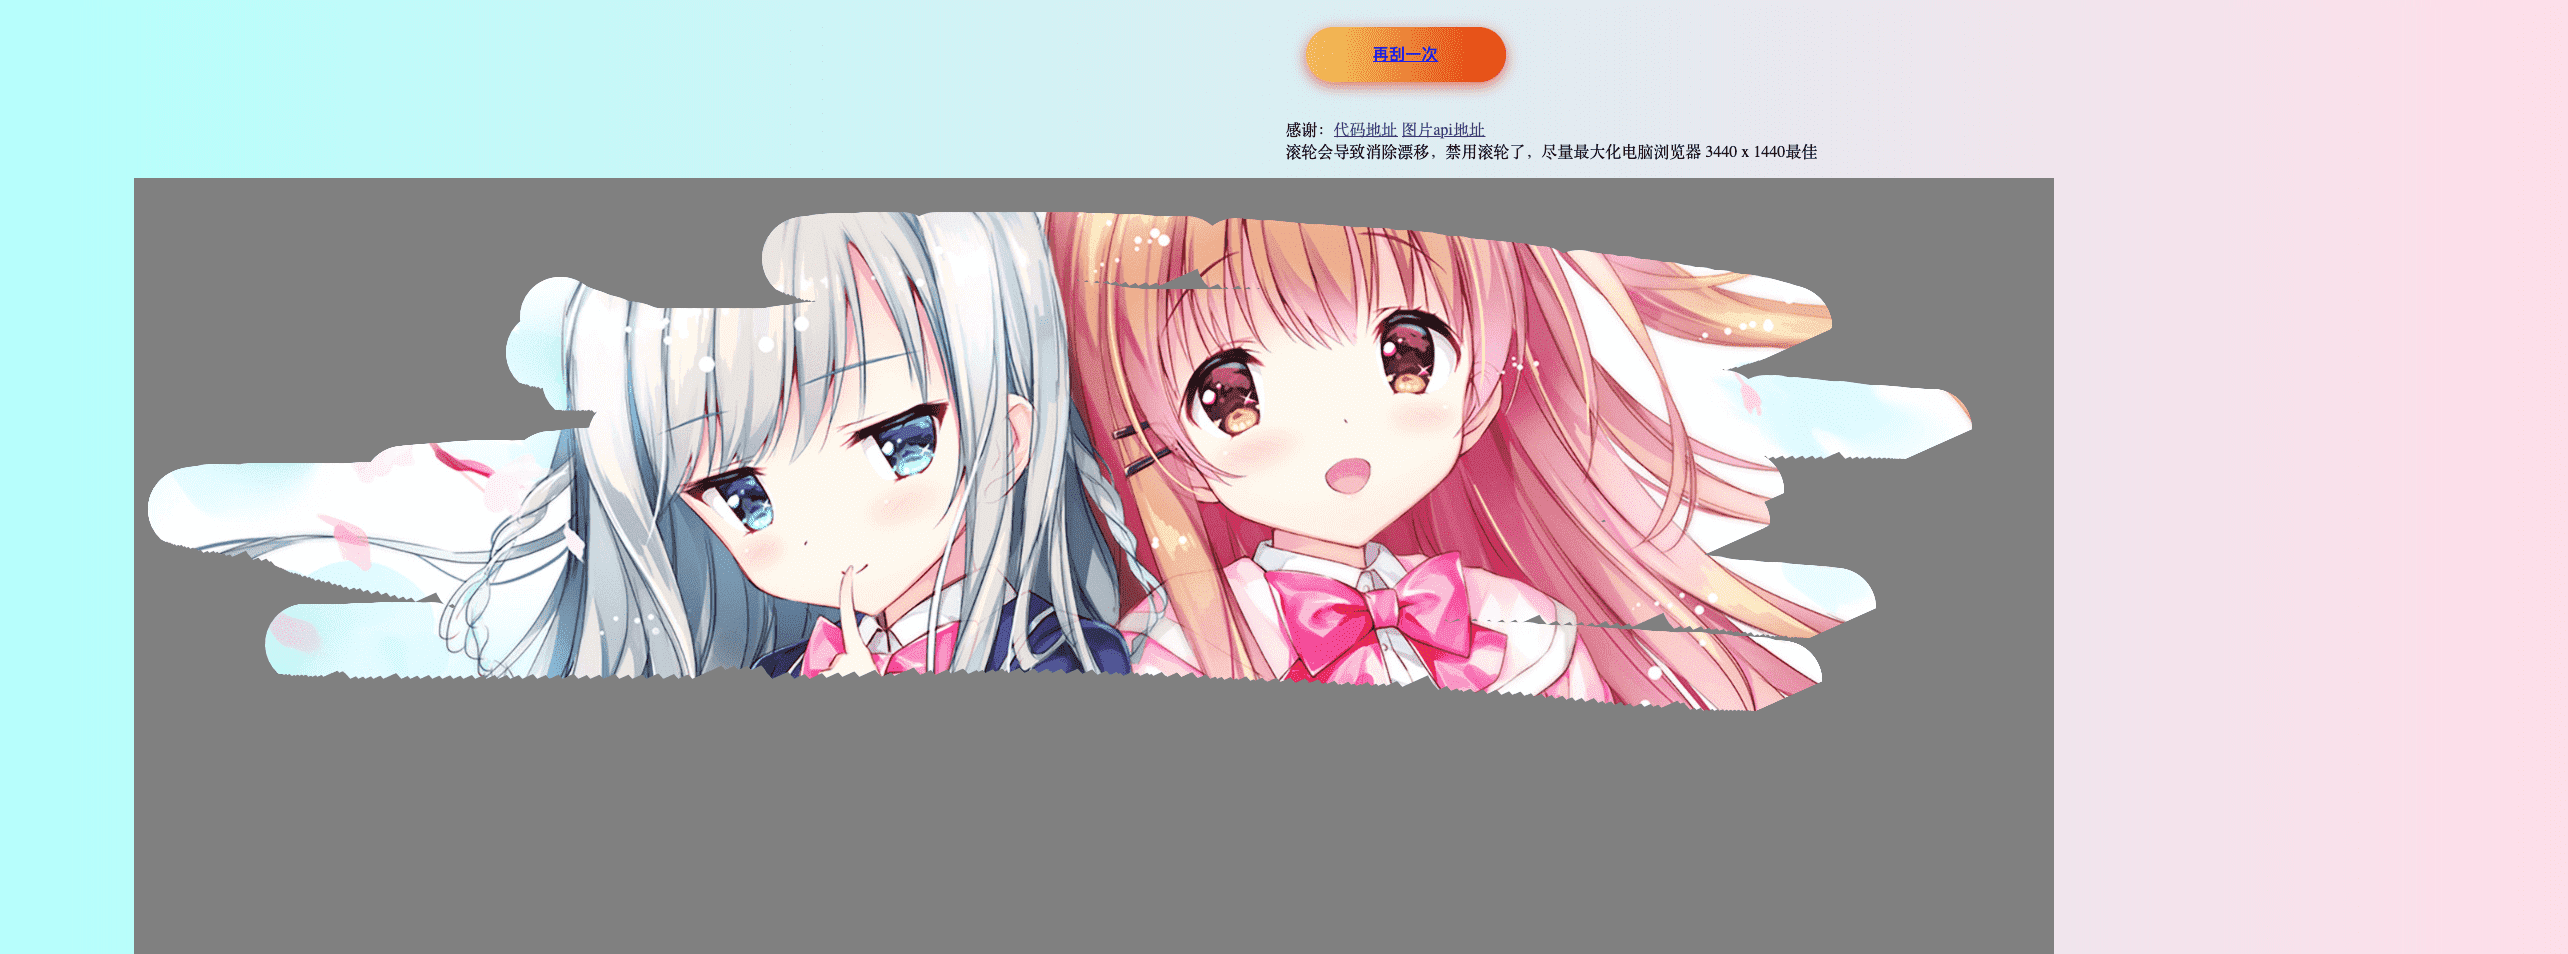 再刮一次
感谢：代码地址 图片api地址
滚轮会导致消除漂移，禁用滚轮了，尽量最大化电脑浏览器 3440 x 1440最佳